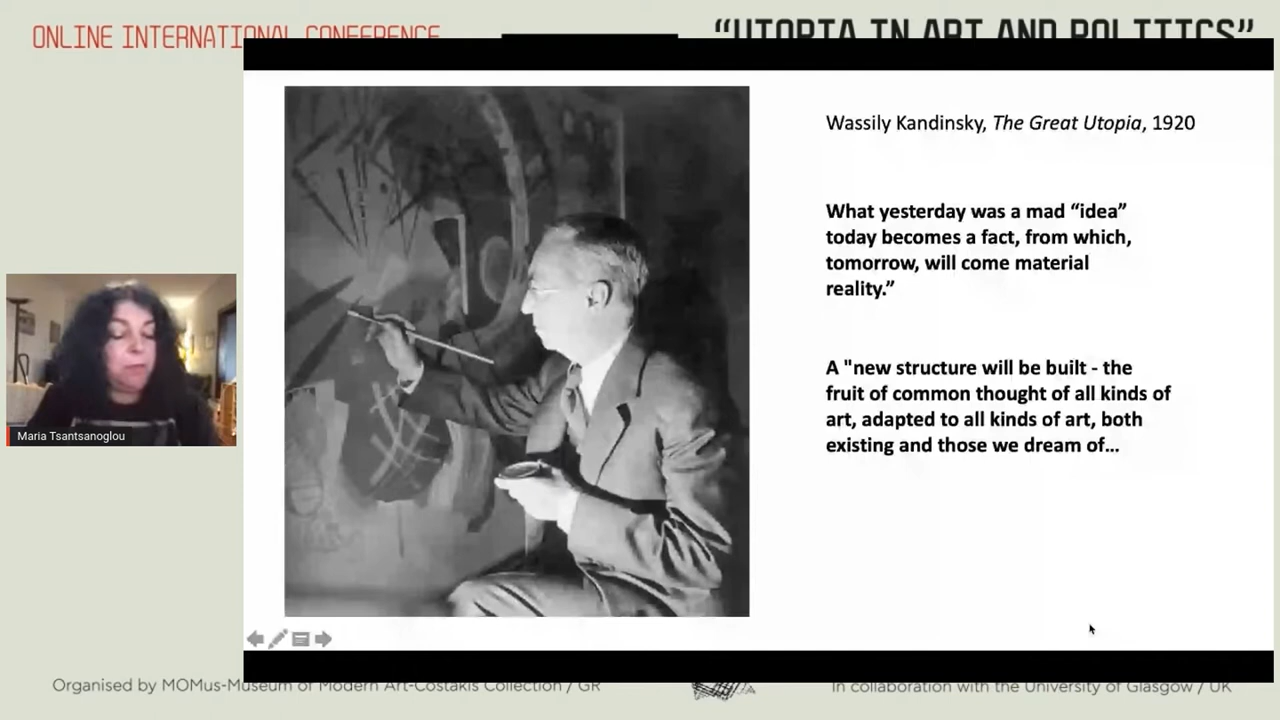 ONLINE INTERNATIONAL CONFERENCE
“UTOPIA IN ART AND POLITICS”
Wassily Kandinsky, The Great Utopia, 1920
What yesterday was a mad “idea”
today becomes a fact, from which,
tomorrow, will come material
reality.”
A "new structure will be built - the
fruit of common thought of all kinds of
art, adapted to all kinds of art, both
existing and those we dream of...
Maria Tsantsanoglou
Organised by MOMus-Museum of Modern Art-Costakis Collection / GR
In collaboration with the University of Glasgow / UK